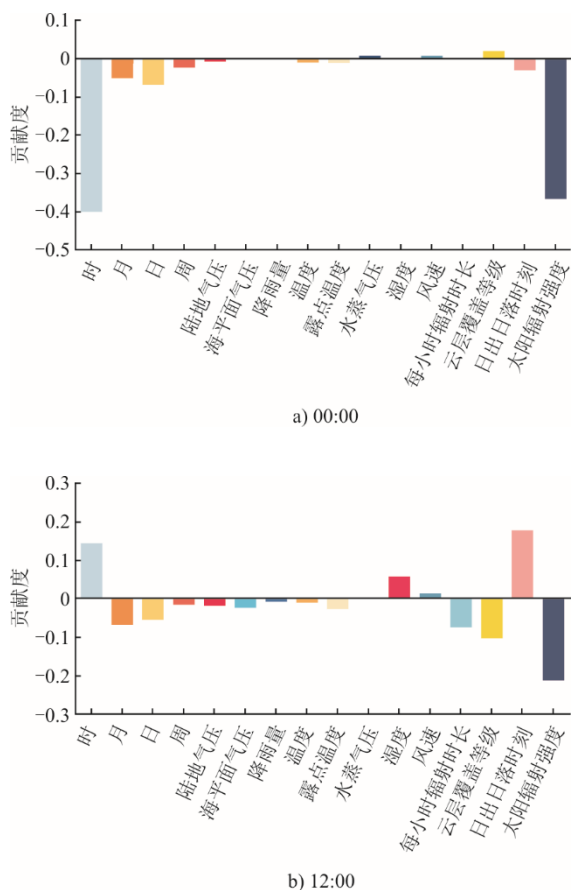 0.1
0
−0.1
−0.2
−0.3
−0.4
−0.5
贡献度
时
月
日
周
陆地气压
海平面气压
降雨量
温度
露点温度
水蒸气压
湿度
风速
每小时辐射时长
云层覆盖等级
日出日落时刻
太阳辐射强度
a) 00:00
0.3
0.2
0.1
0
−0.1
−0.2
−0.3
贡献度
时
月
日
周
陆地气压
海平面气压
降雨量
温度
露点温度
水蒸气压
湿度
风速
每小时辐射时长
云层覆盖等级
日出日落时刻
太阳辐射强度
b) 12:00